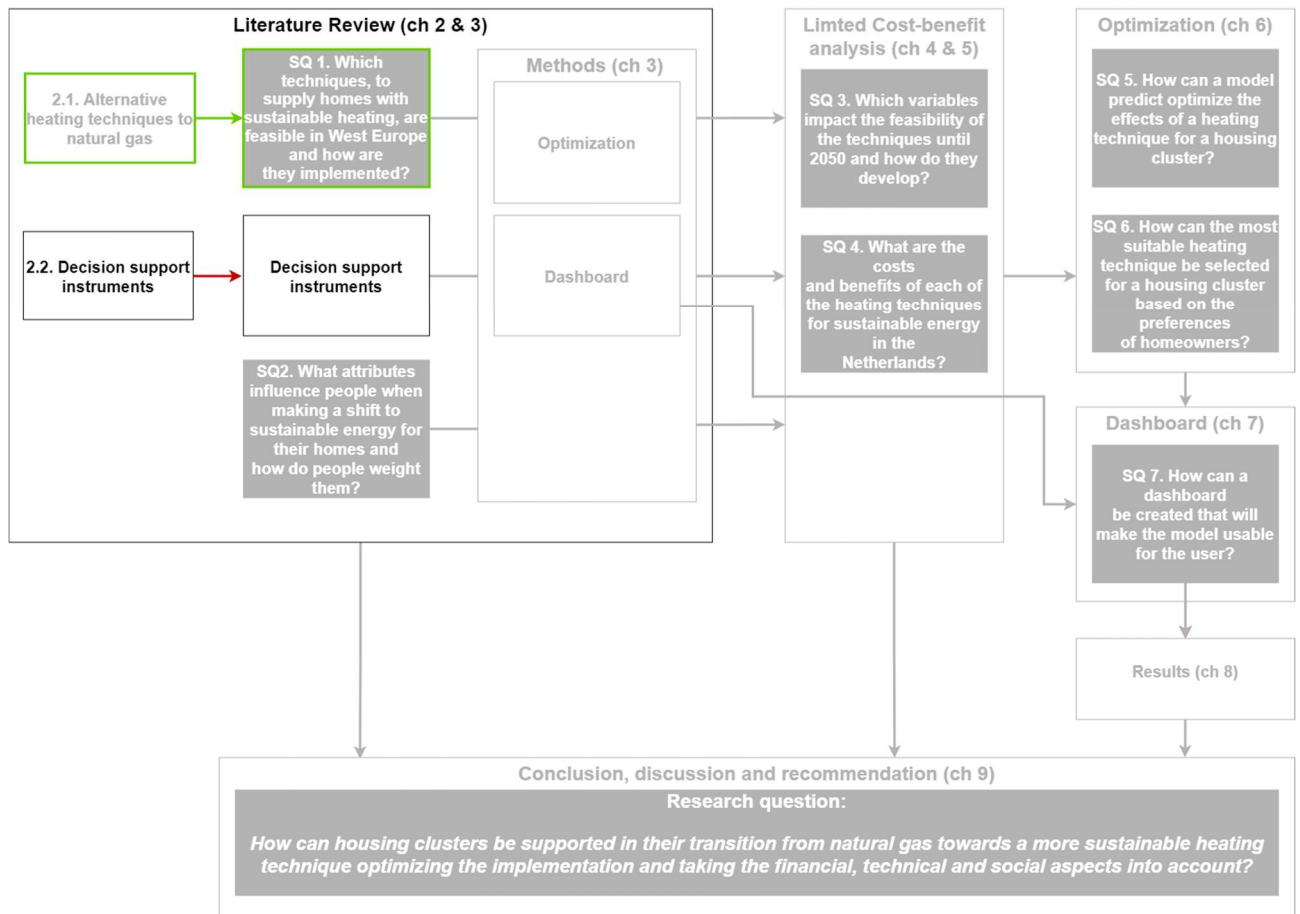 Literature Review (ch 2 & 3)
2.1. Alternative
heating techniques to
natural gas
SQ 1. Which
techniques, to
supply homes with
sustainable heating, are
feasible in West Europe
and how are
they implemented?
2.2. Decision support
instruments
Decision support
instruments
SQ2. What attributes
influence people when
making a shift to
sustainable energy for
their homes and
how do people weight
them?
Methods (ch 3)
Optimization
Dashboard
Limted Cost-benefit
analysis (ch 4 & 5)
SQ 3. Which variables
impact the feasibility of
the techniques until
2050 and how do they
develop?
SQ 4. What are the
costs
and benefits of each of
the heating techniques
for sustainable energy
in the
Netherlands?
Optimization (ch 6)
SQ 5. How can a model
predict optimize the
effects of a heating
technique for a housing
cluster?
SQ 6. How can the most
suitable heating
technique be selected
for a housing cluster
based on the
preferences
of homeowners?
Dashboard (ch 7)
SQ 7. How can a
dashboard
be created that will
make the model usable
for the user?
Results (ch 8)
Conclusion, discussion and recommendation (ch 9)
Research question:
How can housing clusters be supported in their transition from natural gas towards a more sustainable heating
technique optimizing the implementation and taking the financial, technical and social aspects into account?